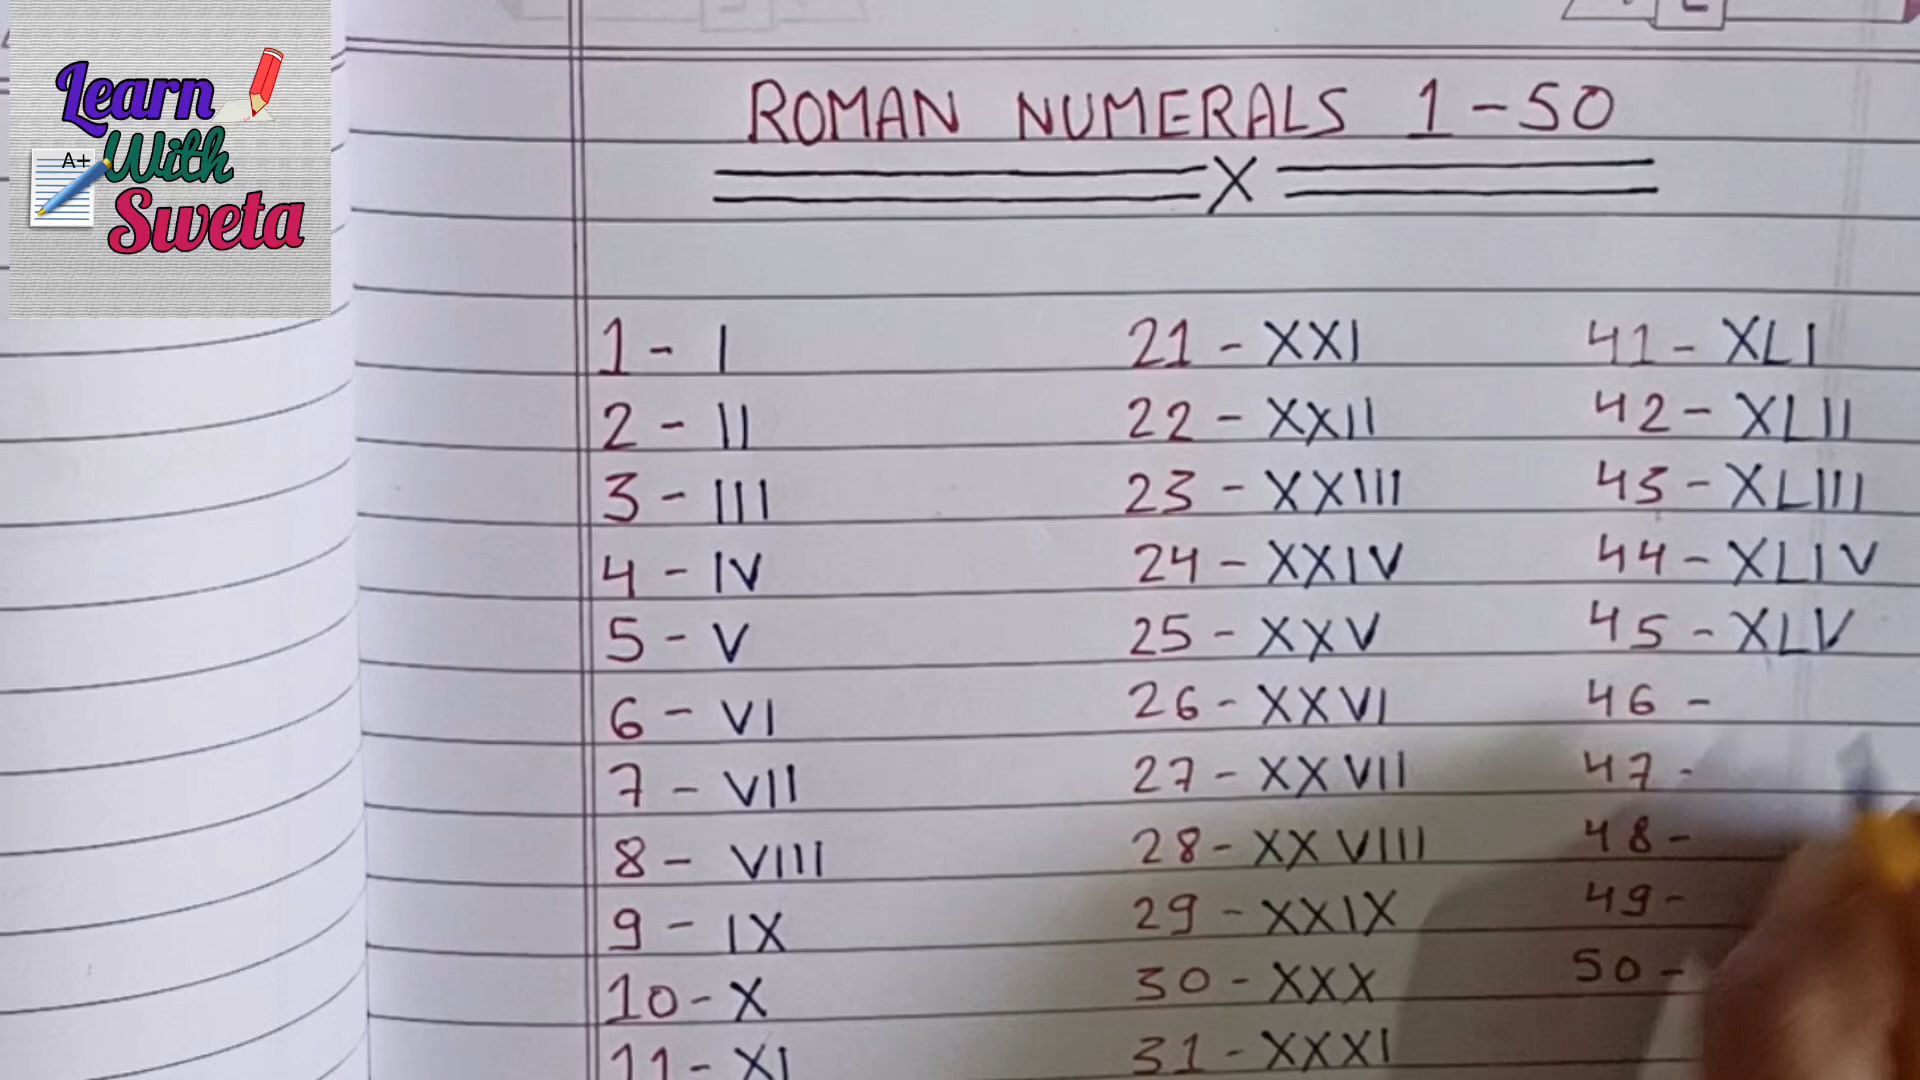 Learn
A+ With
Sweta
ROMAN NUMERALS 1-50
X
1 - I
2 - II
3 - III
4 - IV
5 - V
6 - VI
7 - VII
8 - VIII
9 - IX
10 - X
11 - XI
21 - XXI
22 - XXII
23 - XXIII
24 - XXIV
25 - XXV
26 - XXVI
27 - XXVII
28 - XXVIII
29 - XXIX
30 - XXX
31 - XXXI
41 - XLI
42 - XLII
43 - XLIII
44 - XLIV
45 - XLV
46 -
47 -
48 -
49 -
50 -